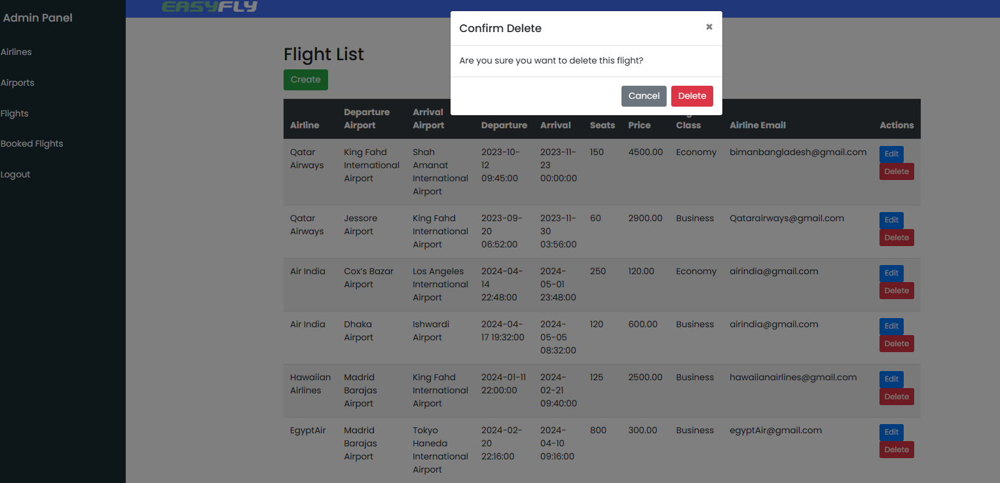 EASYFLY
Admin Panel
Airlines
Airports
Flights
Booked Flights
Logout
Confirm Delete
×
Are you sure you want to delete this flight?
Cancel Delete
Flight List
Create
Airline Departure Airport Arrival Airport Departure Arrival Seats Price Class Airline Email Actions
Qatar King Fahd Shah 2023-10- 2023-11- 150 4500.00 Economy bimanbangladesh@gmail.com Edit
Airways International Amanat 12 23 Delete
Airport International 09:45:00 00:00:00
Airport
Qatar Jessore King Fahd 2023-09- 2023-11- 60 2900.00 Business Qatarairways@gmail.com Edit
Airways Airport International 20 30 Delete
Airport 06:52:00 03:56:00
Air India Cox's Bazar Los Angeles 2024-04- 2024- 250 120.00 Economy airindia@gmail.com Edit
Airport International 14 05-01 Delete
Airport 22:48:00 23:48:00
Air India Dhaka Ishwardi 2024-04- 2024- 120 600.00 Business airindia@gmail.com Edit
Airport Airport 17 19:32:00 05-05 Delete
08:32:00
Hawaiian Madrid King Fahd 2024-01-11 2024- 125 2500.00 Business hawaiianairlines@gmail.com Edit
Airlines Barajas International 22:00:00 02-21 Delete
Airport Airport 09:40:00
EgyptAir Madrid Tokyo 2024-02- 2024- 800 300.00 Business egyptAir@gmail.com Edit
Barajas Haneda 20 04-10 Delete
Airport International 22:16:00 09:16:00
Airport